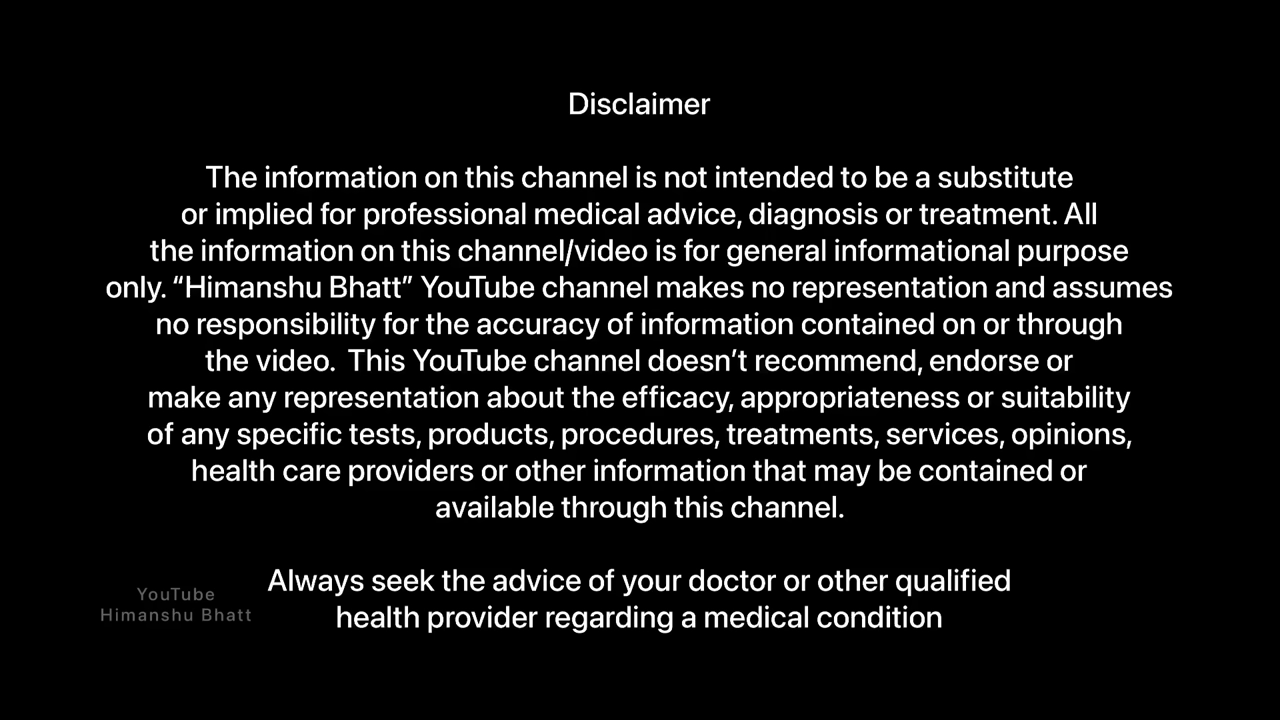 Disclaimer
The information on this channel is not intended to be a substitute
or implied for professional medical advice, diagnosis or treatment. All
the information on this channel/video is for general informational purpose
only. “Himanshu Bhatt” YouTube channel makes no representation and assumes
no responsibility for the accuracy of information contained on or through
the video.  This YouTube channel doesn’t recommend, endorse or
make any representation about the efficacy, appropriateness or suitability
of any specific tests, products, procedures, treatments, services, opinions,
health care providers or other information that may be contained or
available through this channel.
Always seek the advice of your doctor or other qualified
health provider regarding a medical condition
YouTube
Himanshu Bhatt